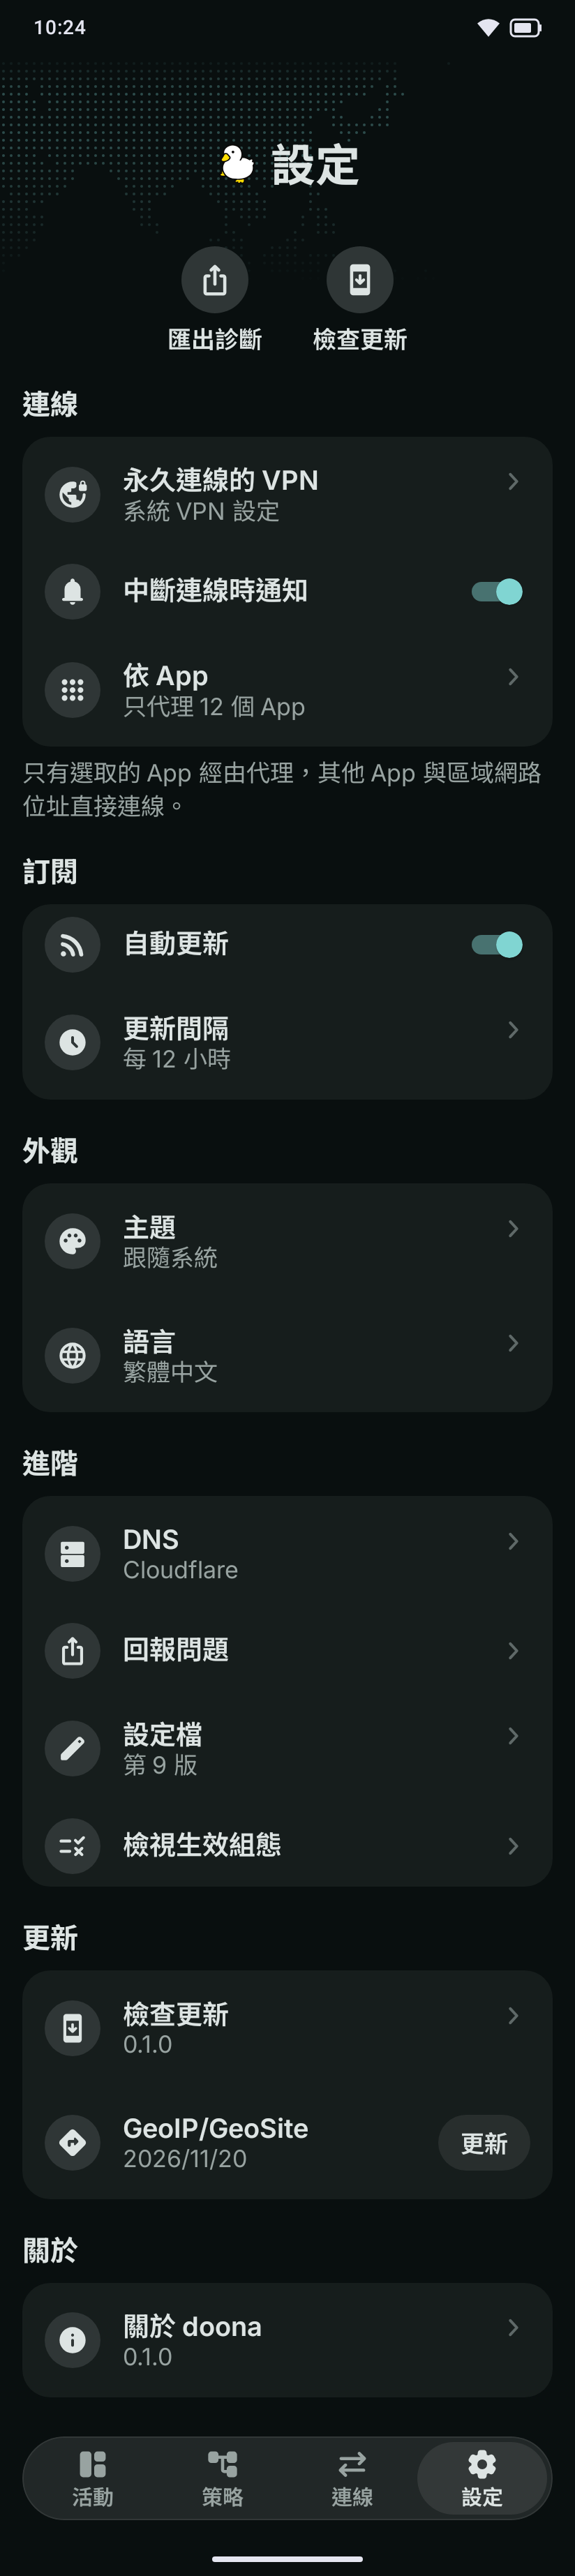 10:24
設定
匯出診斷
檢查更新
連線
永久連線的 VPN
系統 VPN 設定
中斷連線時通知
依 App
只代理 12 個 App
只有選取的 App 經由代理，其他 App 與區域網路
位址直接連線。
訂閱
自動更新
更新間隔
每 12 小時
外觀
主題
跟隨系統
語言
繁體中文
進階
DNS
Cloudflare
回報問題
設定檔
第 9 版
檢視生效組態
更新
檢查更新
0.1.0
GeoIP/GeoSite
2026/11/20
更新
關於
關於 doona
0.1.0
活動
策略
連線
設定